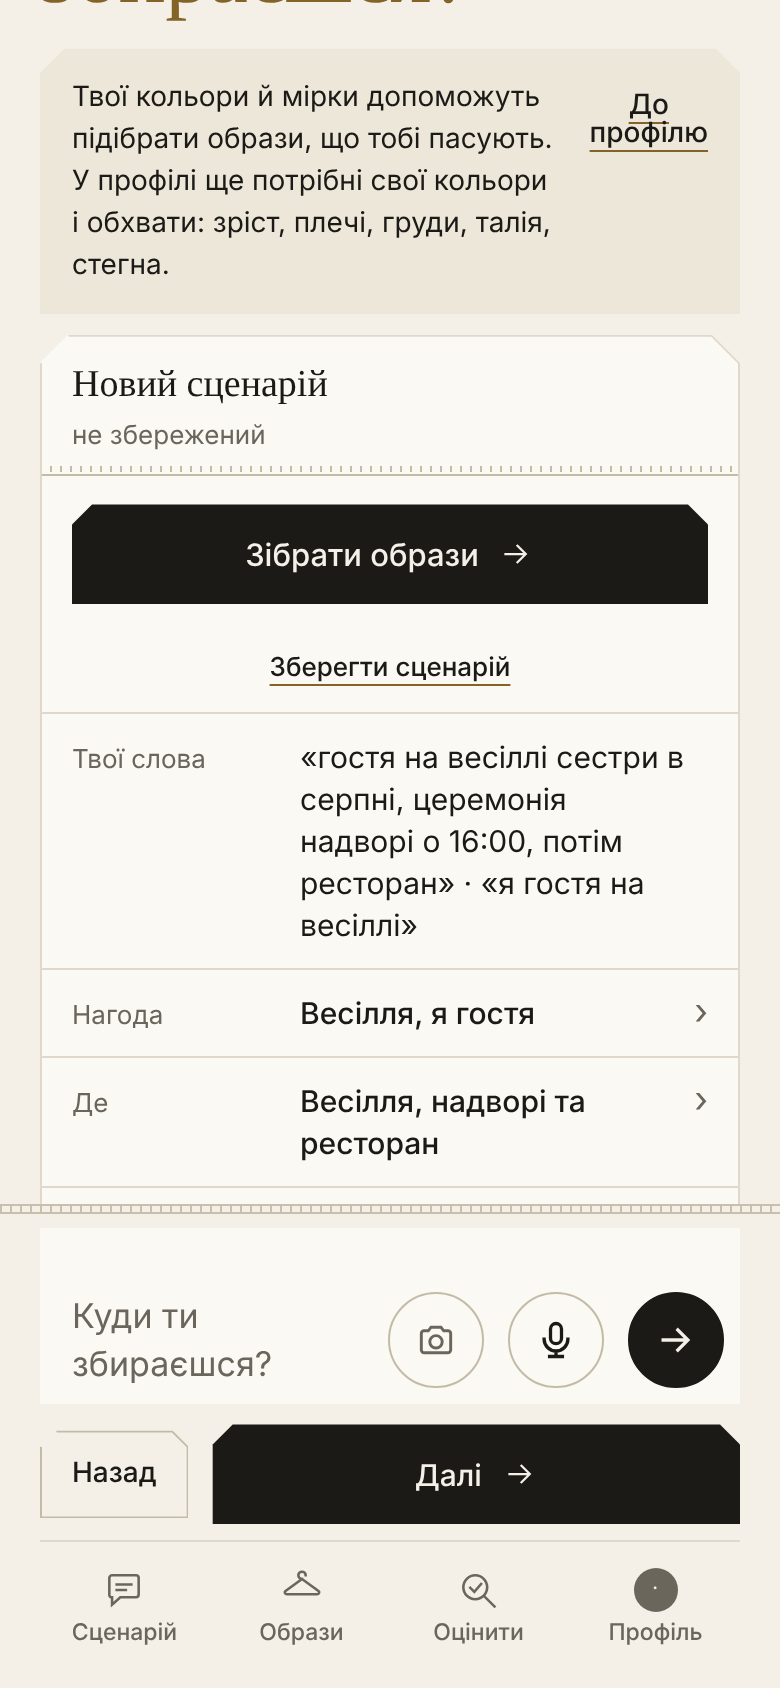 збираєшся?
Твої кольори й мірки допоможуть
підібрати образи, що тобі пасують.
У профілі ще потрібні свої кольори
і обхвати: зріст, плечі, груди, талія,
стегна.
До
профілю
Новий сценарій
не збережений
Зібрати образи →
Зберегти сценарій
Твої слова
«гостя на весіллі сестри в
серпні, церемонія
надворі о 16:00, потім
ресторан» · «я гостя на
весіллі»
Нагода
Весілля, я гостя
Де
Весілля, надворі та
ресторан
Куди ти
збираєшся?
Назад
Далі →
Сценарій
Образи
Оцінити
Профіль